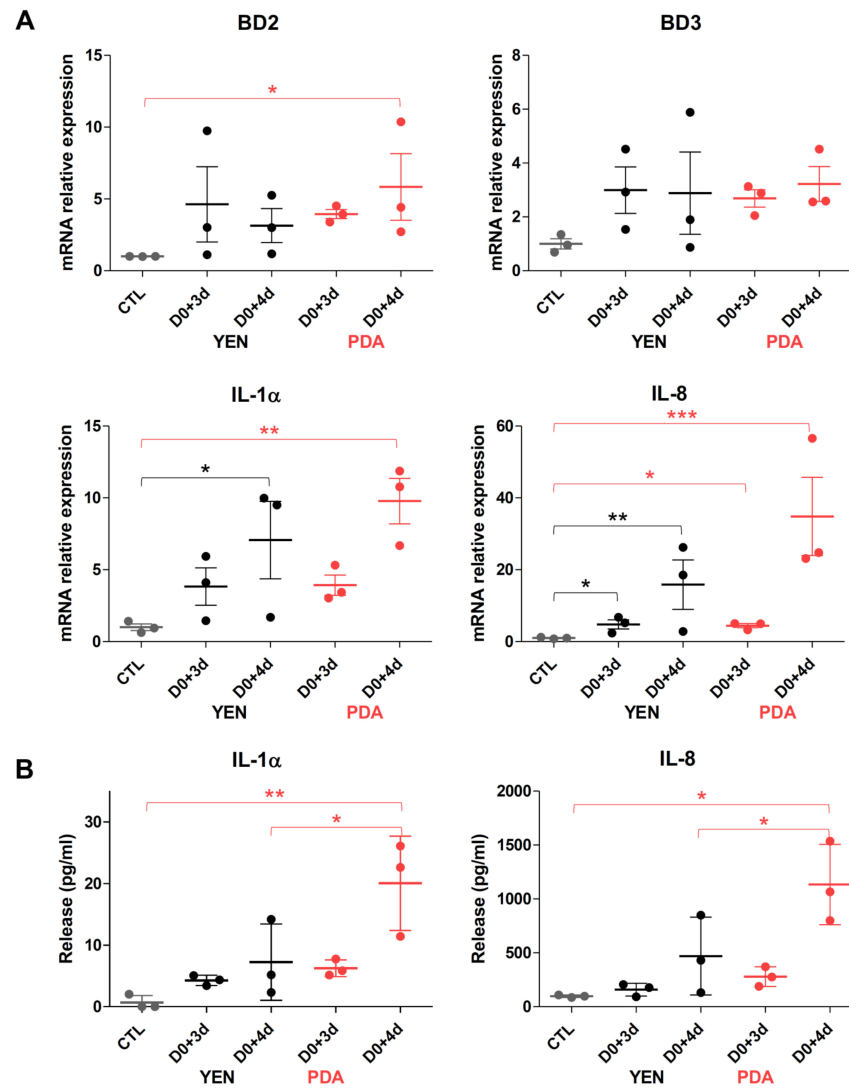 A
BD2
mRNA relative expression
15
10
5
0
*
CTL
D0+3d
D0+4d
D0+3d
D0+4d
YEN
PDA
BD3
mRNA relative expression
8
6
4
2
0
CTL
D0+3d
D0+4d
D0+3d
D0+4d
YEN
PDA
IL-1α
mRNA relative expression
15
10
5
0
**
*
CTL
D0+3d
D0+4d
D0+3d
D0+4d
YEN
PDA
IL-8
mRNA relative expression
60
40
20
0
***
*
**
*
CTL
D0+3d
D0+4d
D0+3d
D0+4d
YEN
PDA
B
IL-1α
Release (pg/ml)
30
20
10
0
**
*
CTL
D0+3d
D0+4d
D0+3d
D0+4d
YEN
PDA
IL-8
Release (pg/ml)
2000
1500
1000
500
0
*
*
CTL
D0+3d
D0+4d
D0+3d
D0+4d
YEN
PDA